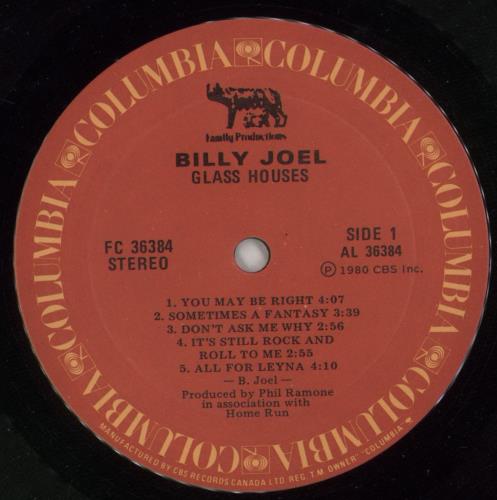 COLUMBIA COLUMBIA COLUMBIA COLUMBIA COLUMBIA COLUMBIA
Family Productions
BILLY JOEL
GLASS HOUSES
FC 36384
STEREO
SIDE 1
AL 36384
Ⓟ 1980 CBS Inc.
1. YOU MAY BE RIGHT 4:07
2. SOMETIMES A FANTASY 3:39
3. DON'T ASK ME WHY 2:56
4. IT'S STILL ROCK AND
ROLL TO ME 2:55
5. ALL FOR LEYNA 4:10
— B. Joel —
Produced by Phil Ramone
in association with
Home Run
MANUFACTURED BY CBS RECORDS CANADA LTD. REG. T.M. OWNER "COLUMBIA"